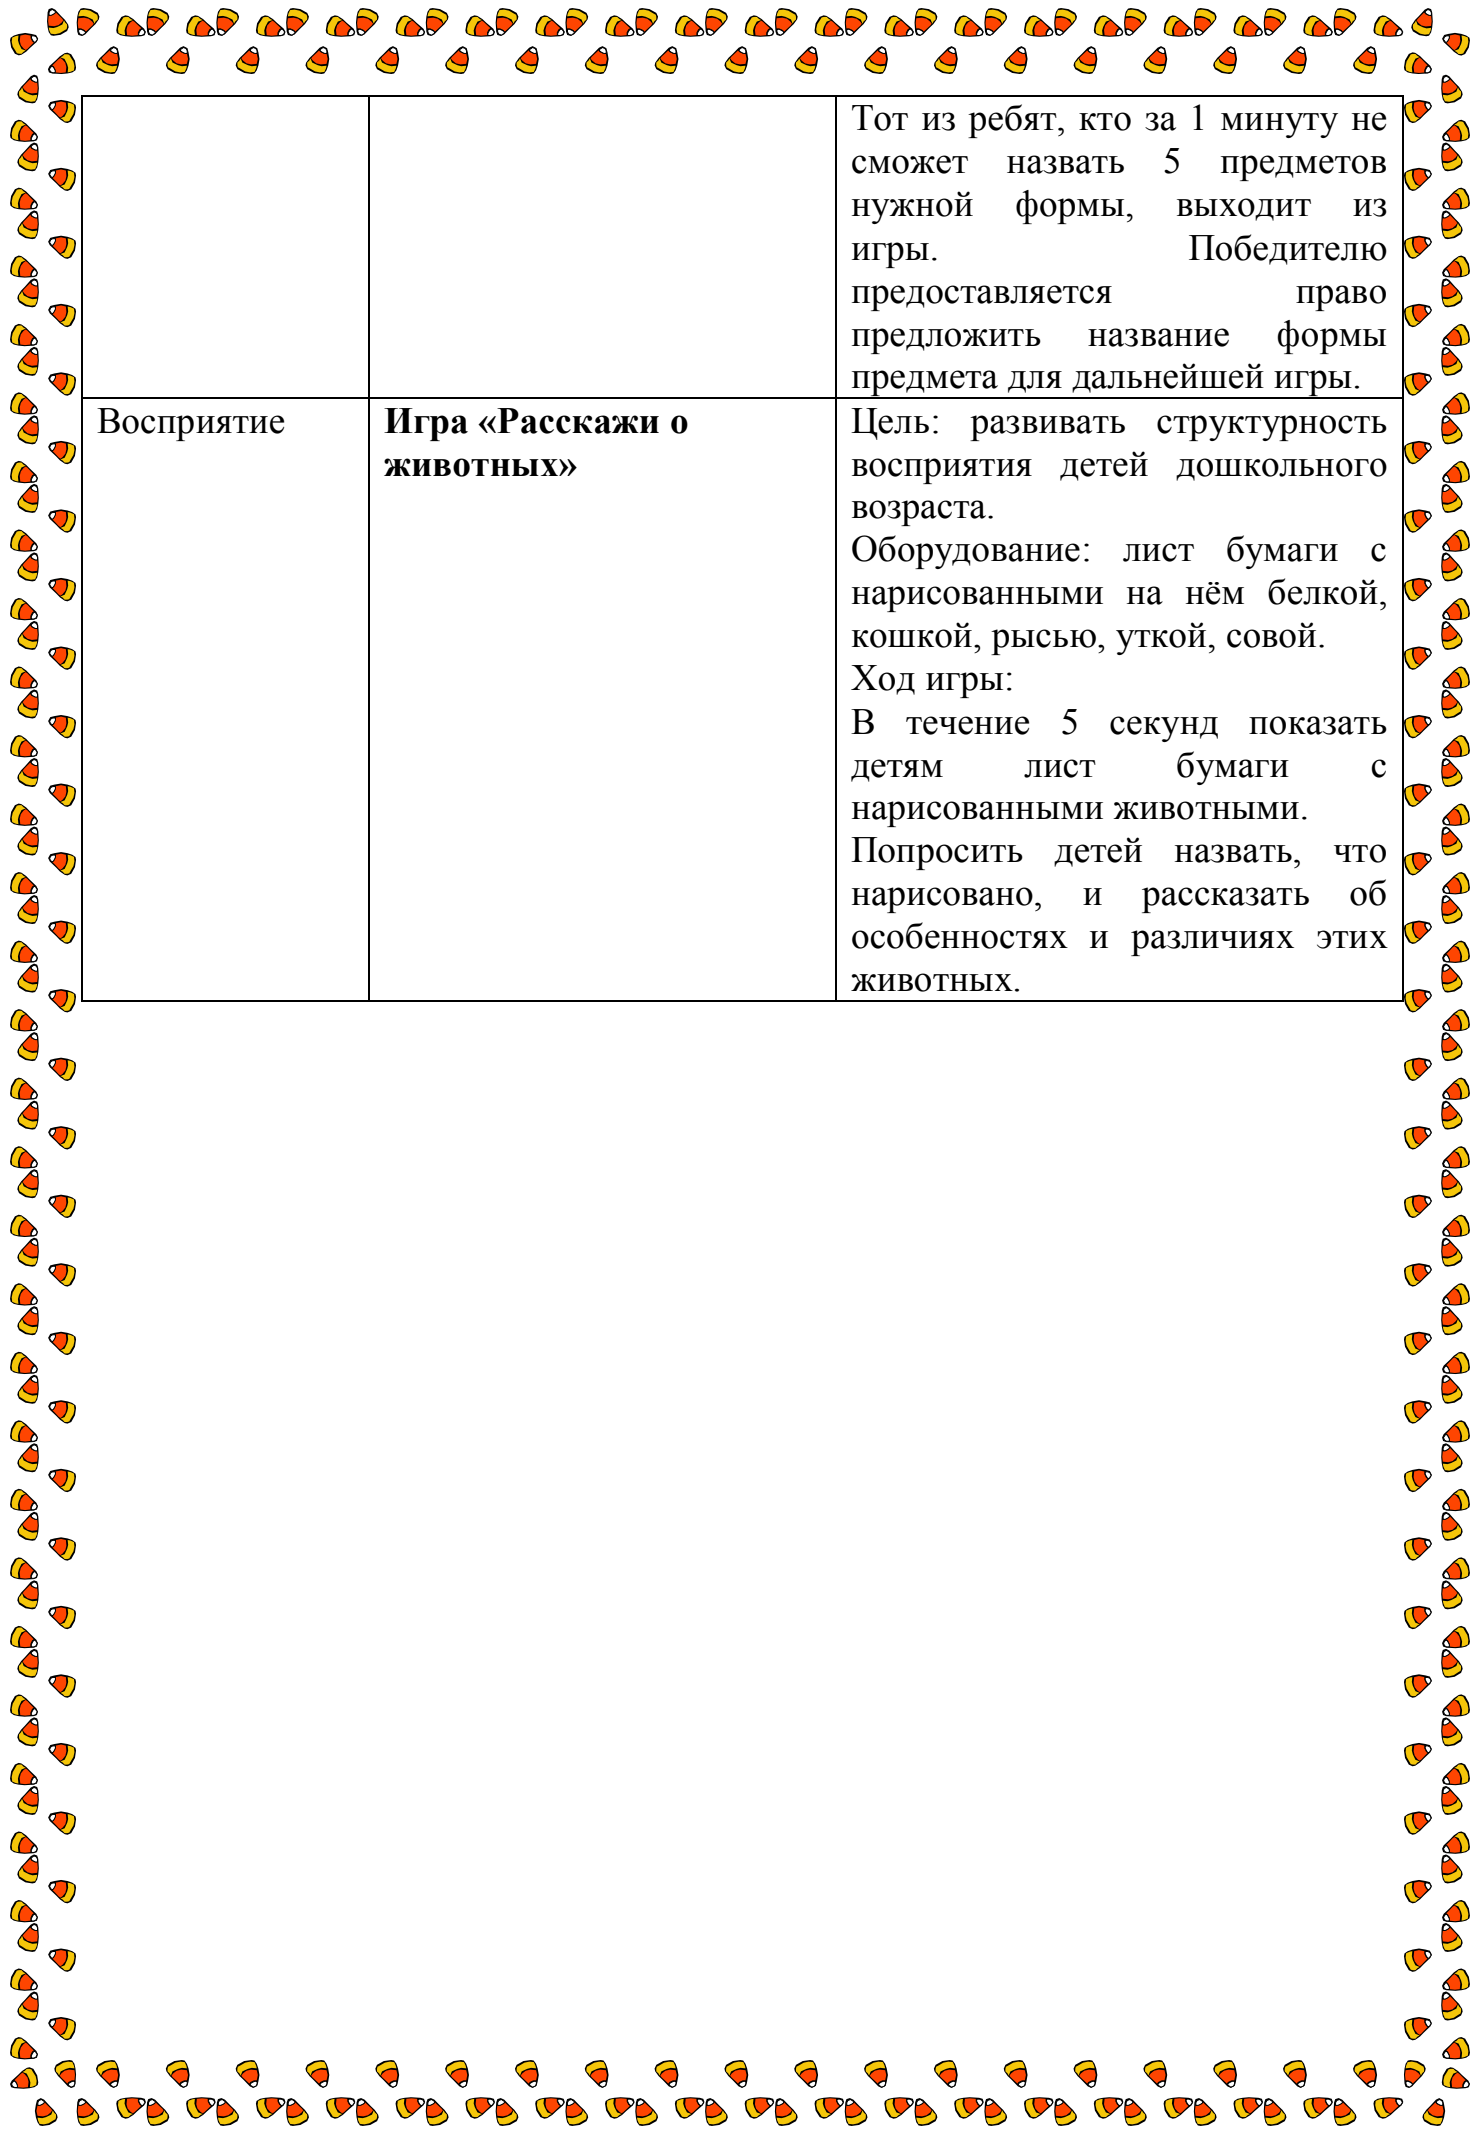 Тот из ребят, кто за 1 минуту не
сможет назвать 5 предметов
нужной формы, выходит из
игры. Победителю
предоставляется право
предложить название формы
предмета для дальнейшей игры.
Восприятие
Игра «Расскажи о
животных»
Цель: развивать структурность
восприятия детей дошкольного
возраста.
Оборудование: лист бумаги с
нарисованными на нём белкой,
кошкой, рысью, уткой, совой.
Ход игры:
В течение 5 секунд показать
детям лист бумаги с
нарисованными животными.
Попросить детей назвать, что
нарисовано, и рассказать об
особенностях и различиях этих
животных.